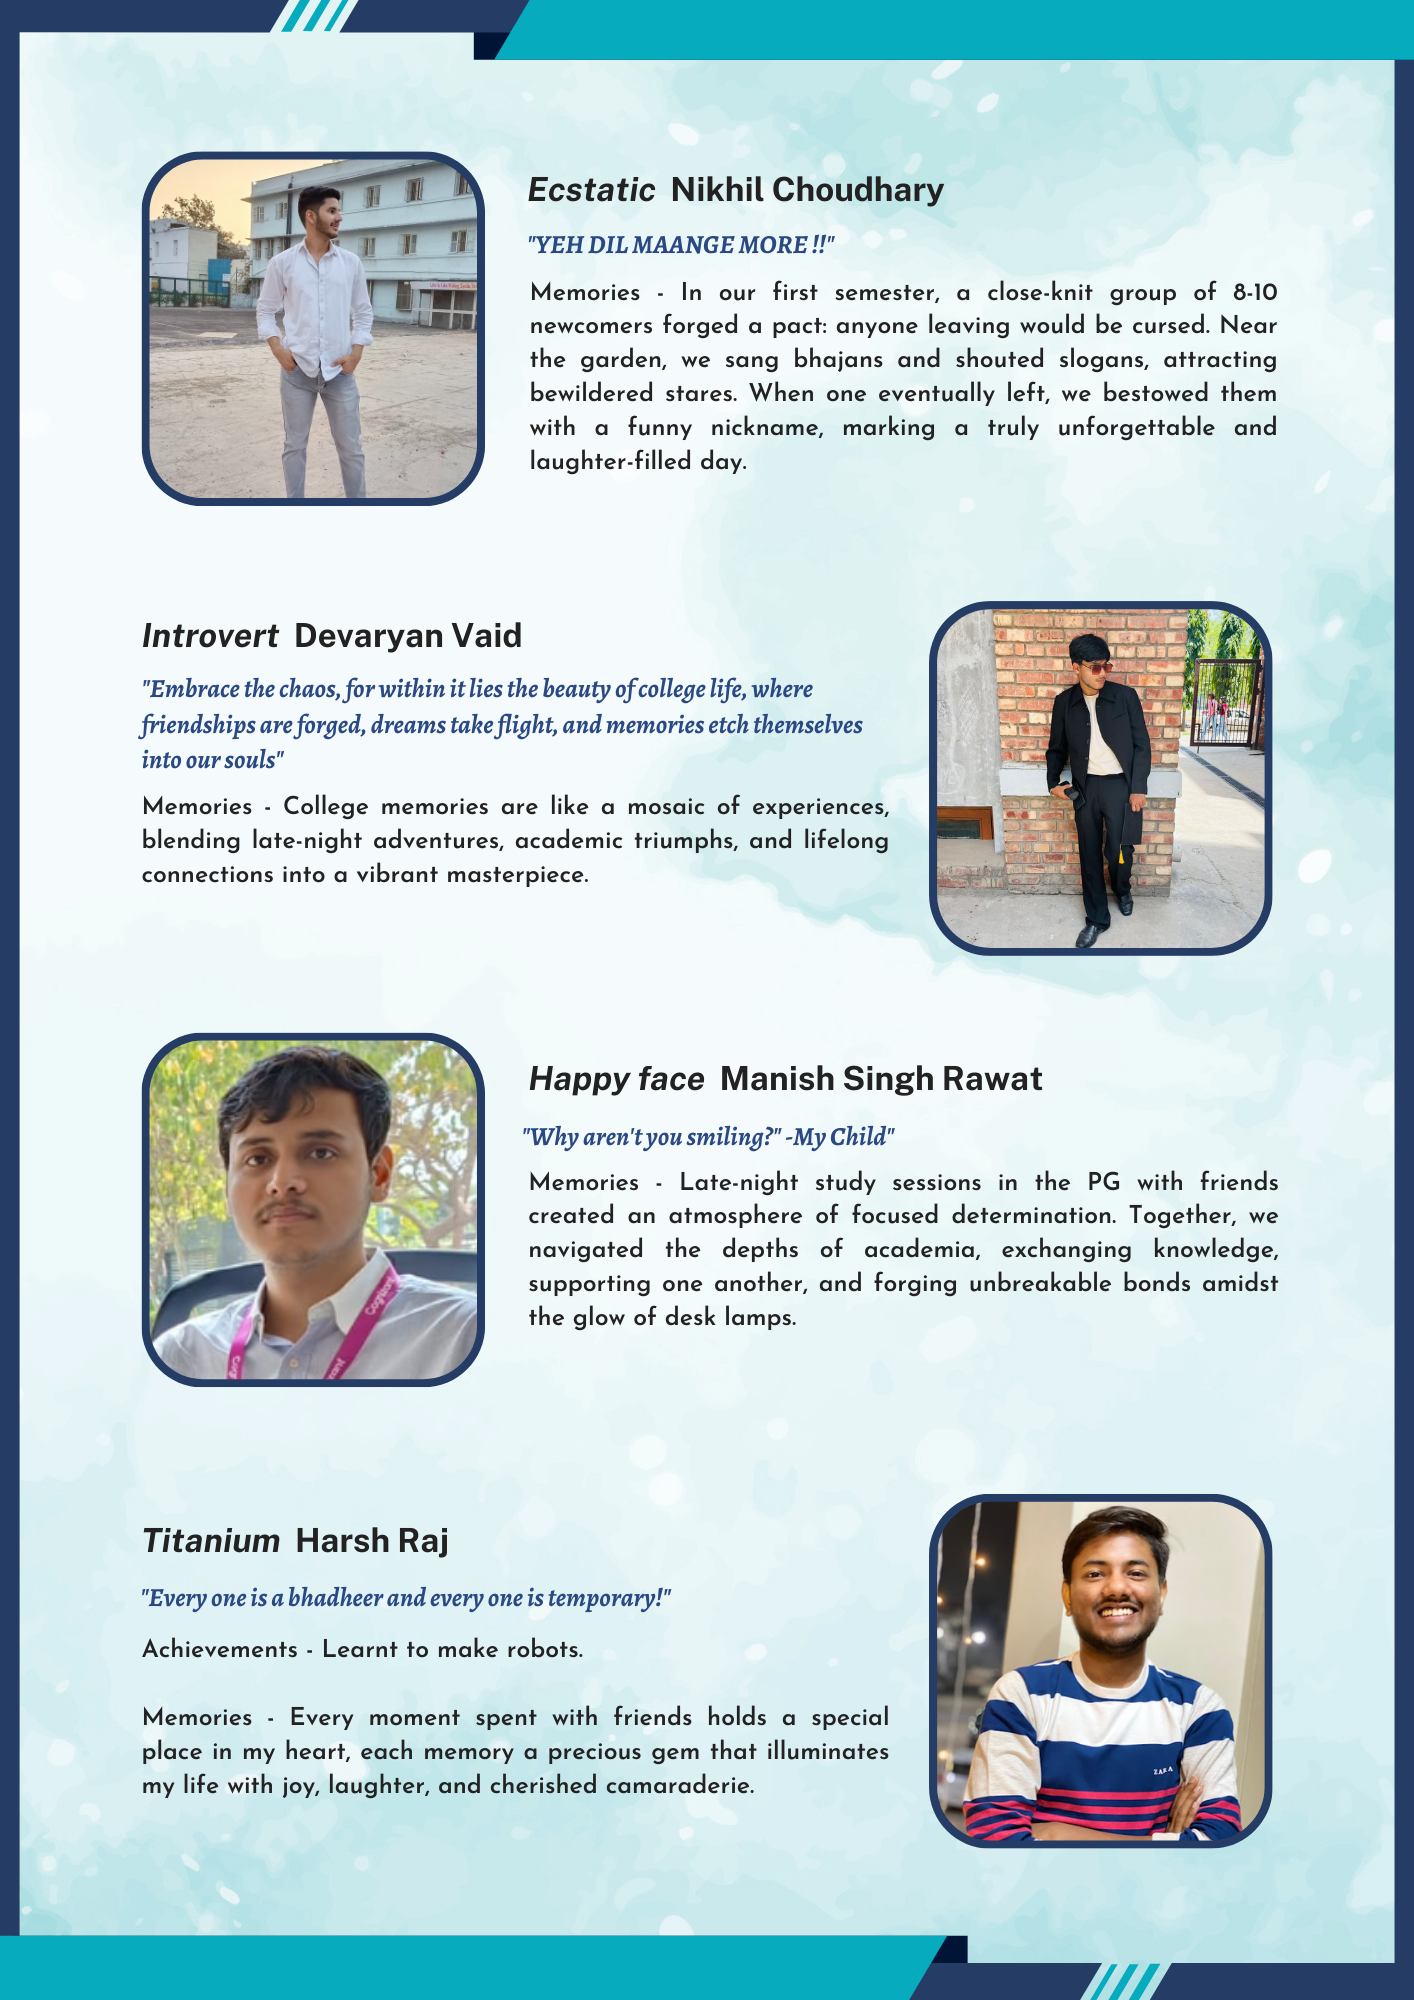 Ecstatic Nikhil Choudhary
"YEH DIL MAANGE MORE !!"
Memories - In our first semester, a close-knit group of 8-10
newcomers forged a pact: anyone leaving would be cursed. Near
the garden, we sang bhajans and shouted slogans, attracting
bewildered stares. When one eventually left, we bestowed them
with a funny nickname, marking a truly unforgettable and
laughter-filled day.
Introvert Devaryan Vaid
"Embrace the chaos, for within it lies the beauty of college life, where
friendships are forged, dreams take flight, and memories etch themselves
into our souls"
Memories - College memories are like a mosaic of experiences,
blending late-night adventures, academic triumphs, and lifelong
connections into a vibrant masterpiece.
Happy face Manish Singh Rawat
"Why aren't you smiling?" -My Child"
Memories - Late-night study sessions in the PG with friends
created an atmosphere of focused determination. Together, we
navigated the depths of academia, exchanging knowledge,
supporting one another, and forging unbreakable bonds amidst
the glow of desk lamps.
Cognizant
Titanium Harsh Raj
"Every one is a bhadheer and every one is temporary!"
Achievements - Learnt to make robots.
Memories - Every moment spent with friends holds a special
place in my heart, each memory a precious gem that illuminates
my life with joy, laughter, and cherished camaraderie.
ZARA